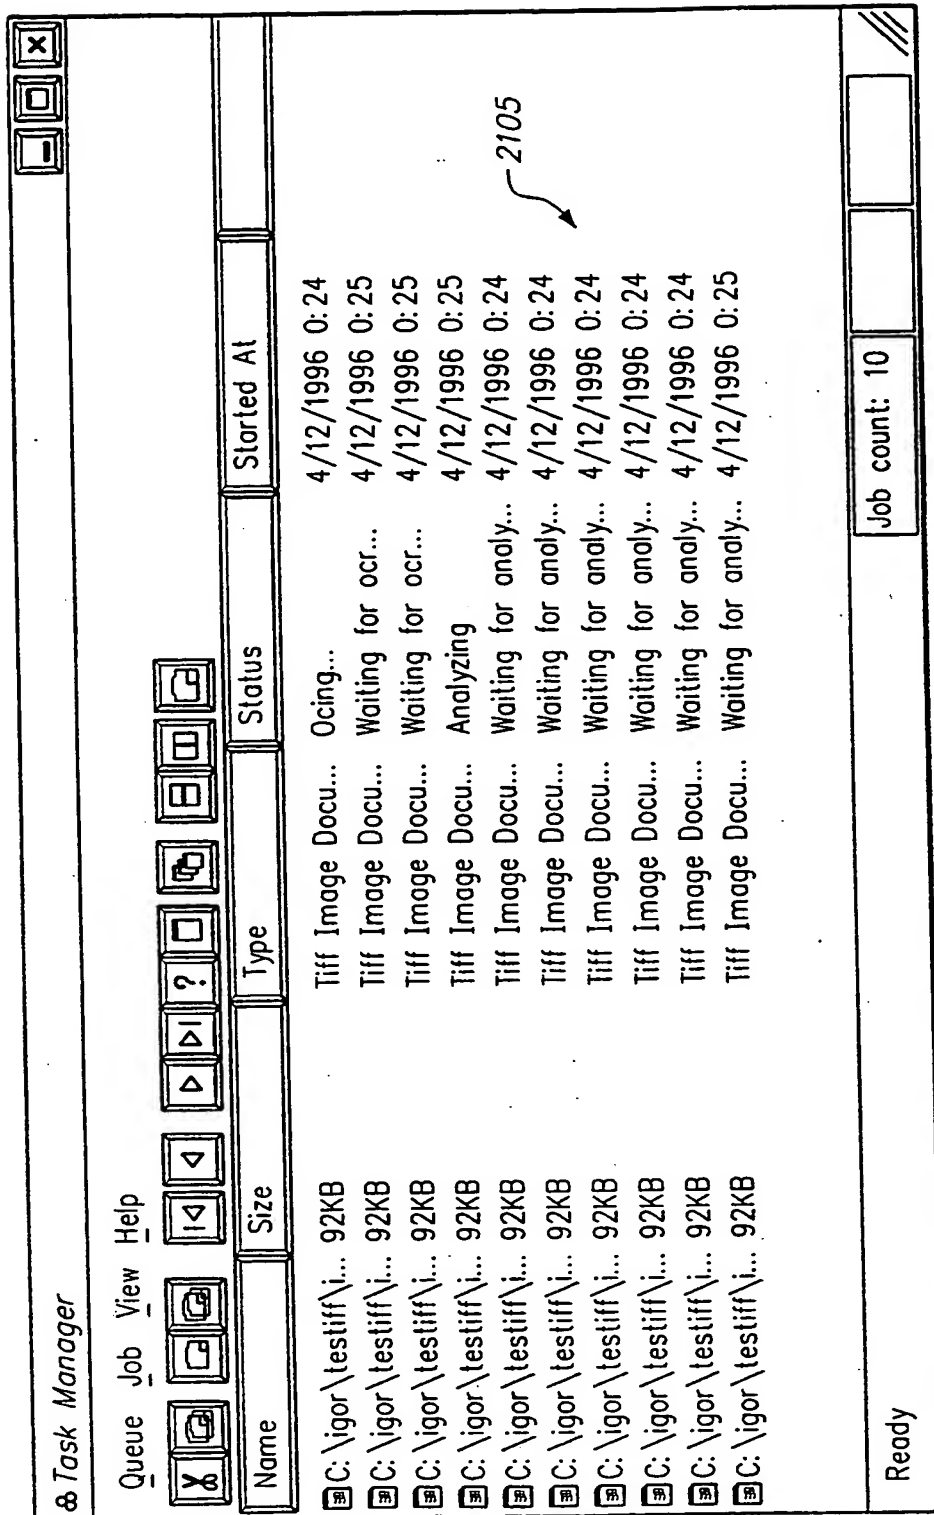 Task Manager
Queue Job View Help
Name Size Type Status Started At
C: \igor\testiff\i... 92KB Tiff Image Docu... Ocing... 4/12/1996 0:24
C: \igor\testiff\i... 92KB Tiff Image Docu... Waiting for ocr... 4/12/1996 0:25
C: \igor\testiff\i... 92KB Tiff Image Docu... Waiting for ocr... 4/12/1996 0:25
C: \igor\testiff\i... 92KB Tiff Image Docu... Analyzing 4/12/1996 0:25
C: \igor\testiff\i... 92KB Tiff Image Docu... Waiting for analy... 4/12/1996 0:24
C: \igor\testiff\i... 92KB Tiff Image Docu... Waiting for analy... 4/12/1996 0:24
C: \igor\testiff\i... 92KB Tiff Image Docu... Waiting for analy... 4/12/1996 0:24
C: \igor\testiff\i... 92KB Tiff Image Docu... Waiting for analy... 4/12/1996 0:24
C: \igor\testiff\i... 92KB Tiff Image Docu... Waiting for analy... 4/12/1996 0:24
C: \igor\testiff\i... 92KB Tiff Image Docu... Waiting for analy... 4/12/1996 0:25
2105
Ready Job count: 10